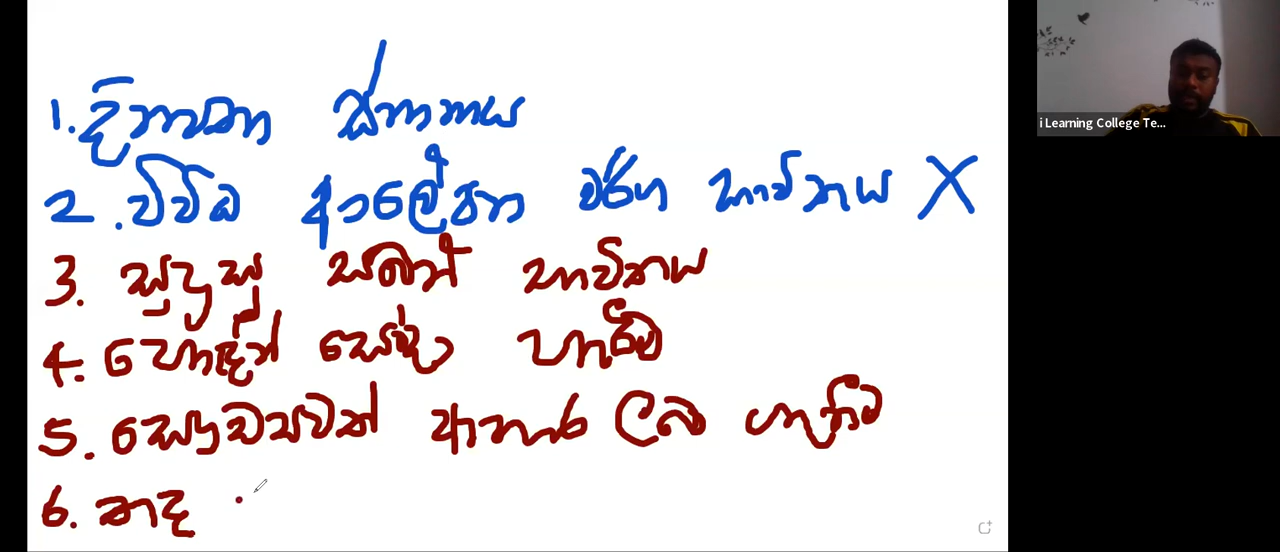 1. දිනපතා ස්නානය
2. විවිධ ආලේපන වර්ග භාවිතය X
3. සුදුසු සබන් භාවිතය
4. හොඳින් සේදා හැරීම
5. සෞඛ්‍යවත් ආහාර ලබා ගැනීම
6. තද
i Learning College Te...